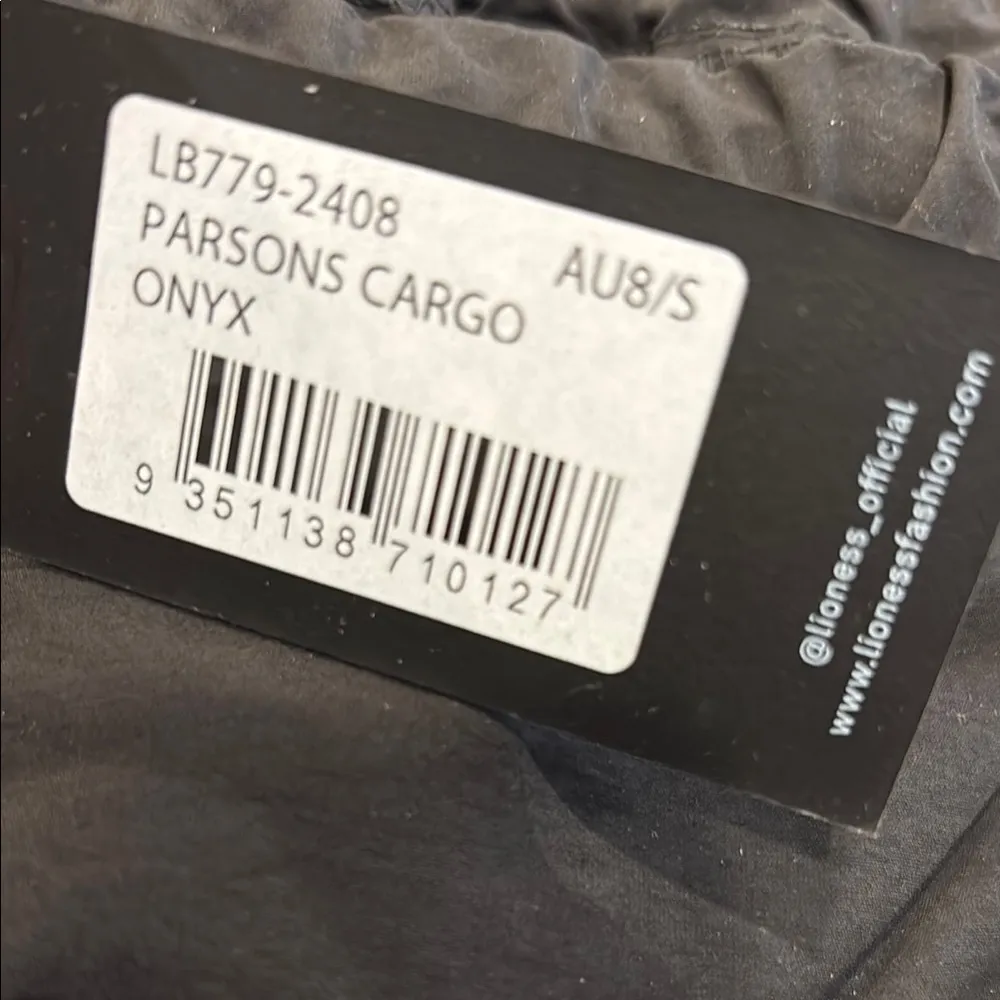 LB779-2408
PARSONS CARGO
ONYX
AU8/S
9 351138 710127
@lioness_official
www.lionessfashion.com